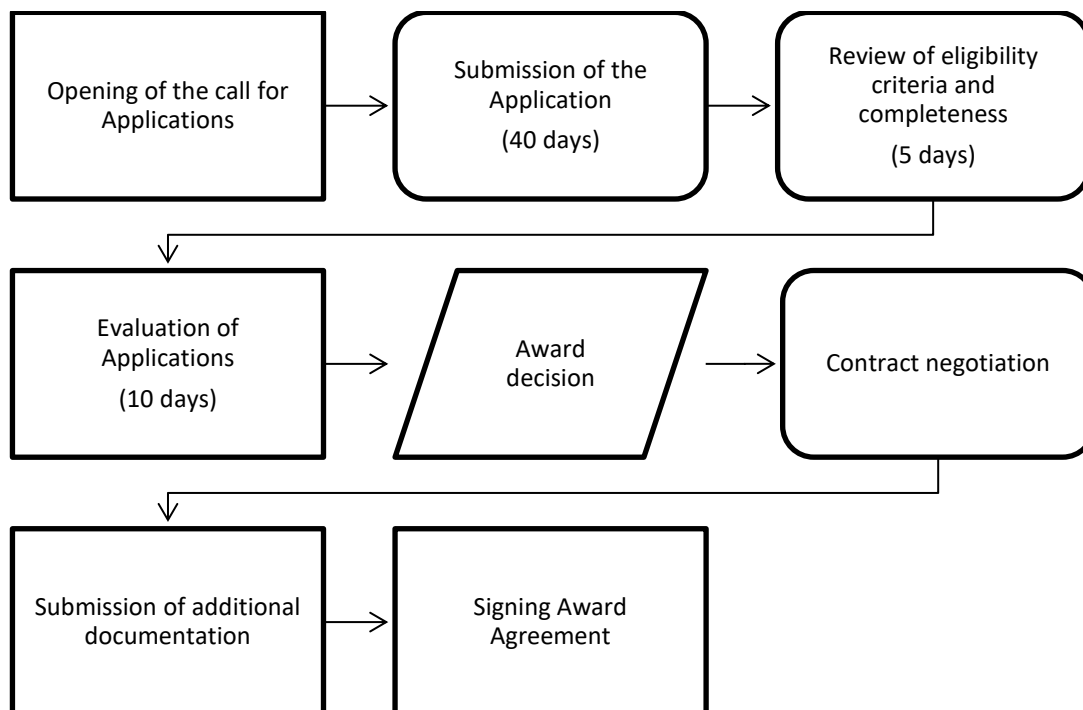 Opening of the call for
Applications
Submission of the
Application
(40 days)
Review of eligibility
criteria and
completeness
(5 days)
Evaluation of
Applications
(10 days)
Award
decision
Contract negotiation
Submission of additional
documentation
Signing Award
Agreement